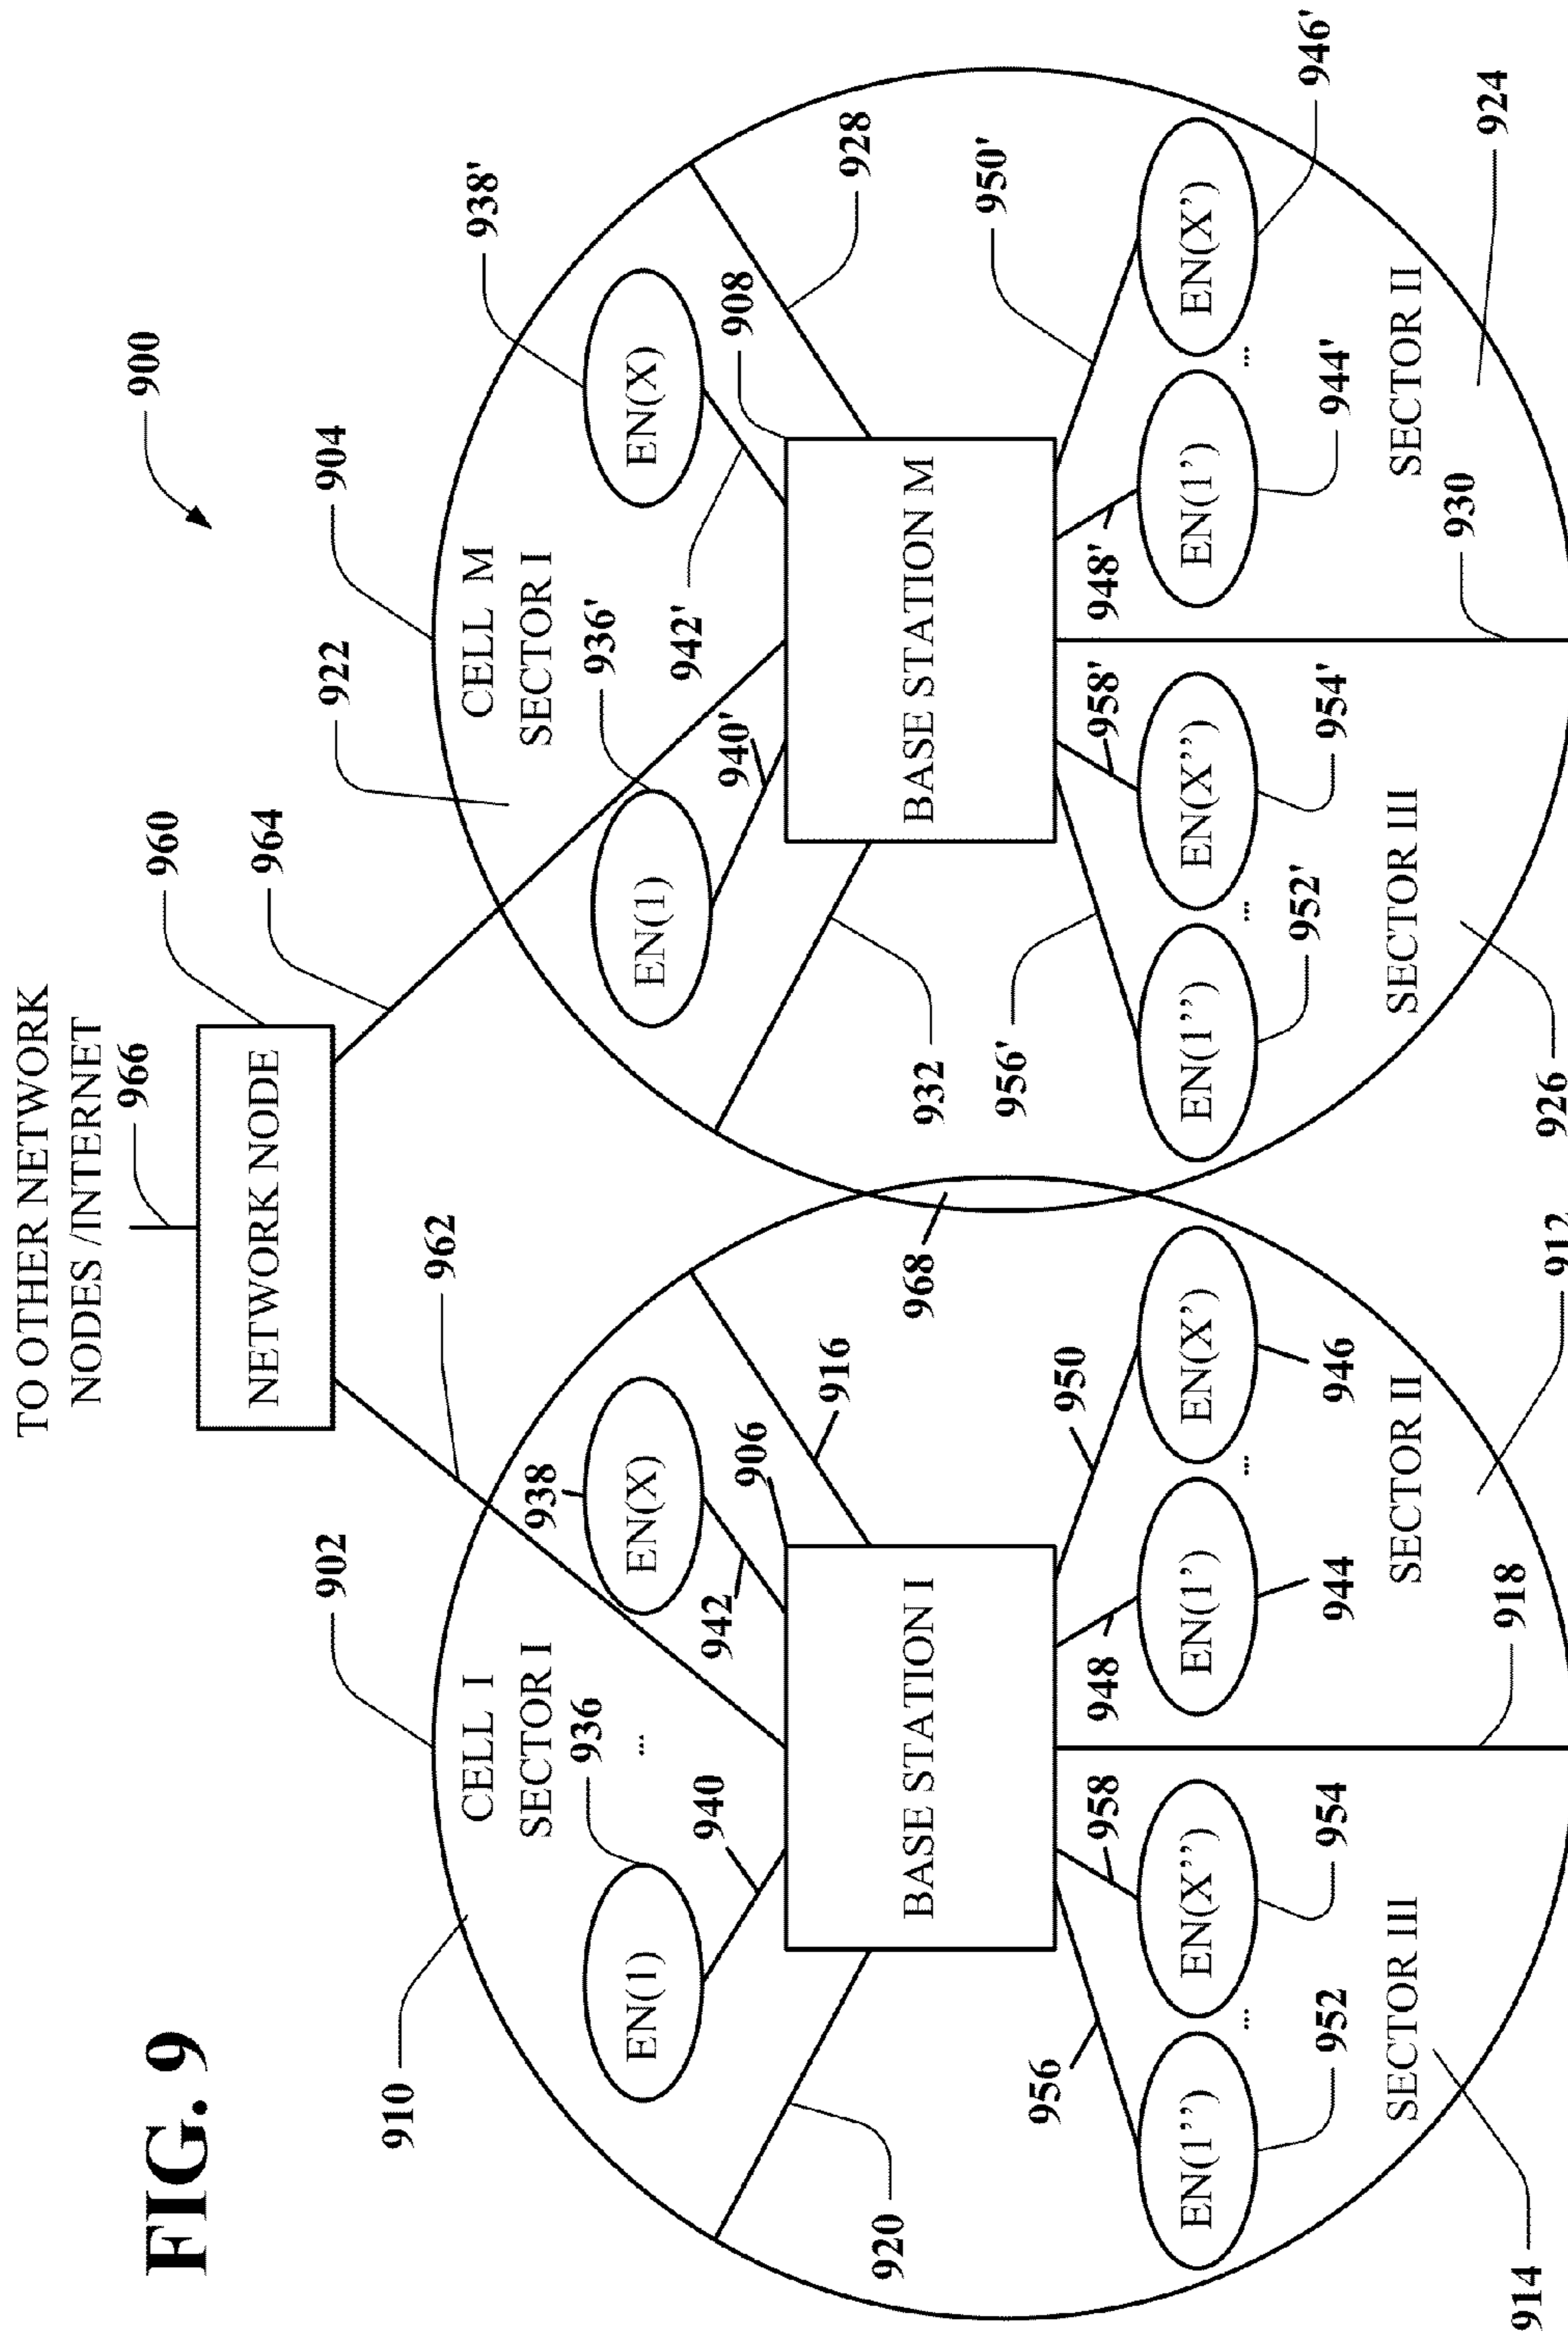 FIG. 9
900
TO OTHER NETWORK
NODES /INTERNET
966
NETWORK NODE
960
962
964
902
910
CELL I
SECTOR I
936
...
EN(1)
938
EN(X)
940
942
906
916
920
BASE STATION I
968
956
958
948
950
EN(1’’)
EN(X’’)
EN(1’)
EN(X’)
...
...
952
954
944
946
SECTOR III
SECTOR II
914
918
912
904
922
CELL M
SECTOR I
936'
938'
EN(1)
EN(X)
940'
942'
908
928
932
BASE STATION M
956'
958'
948'
950'
EN(1’’)
EN(X’’)
EN(1’)
EN(X’)
...
...
952'
954'
944'
946'
SECTOR III
SECTOR II
926
930
924